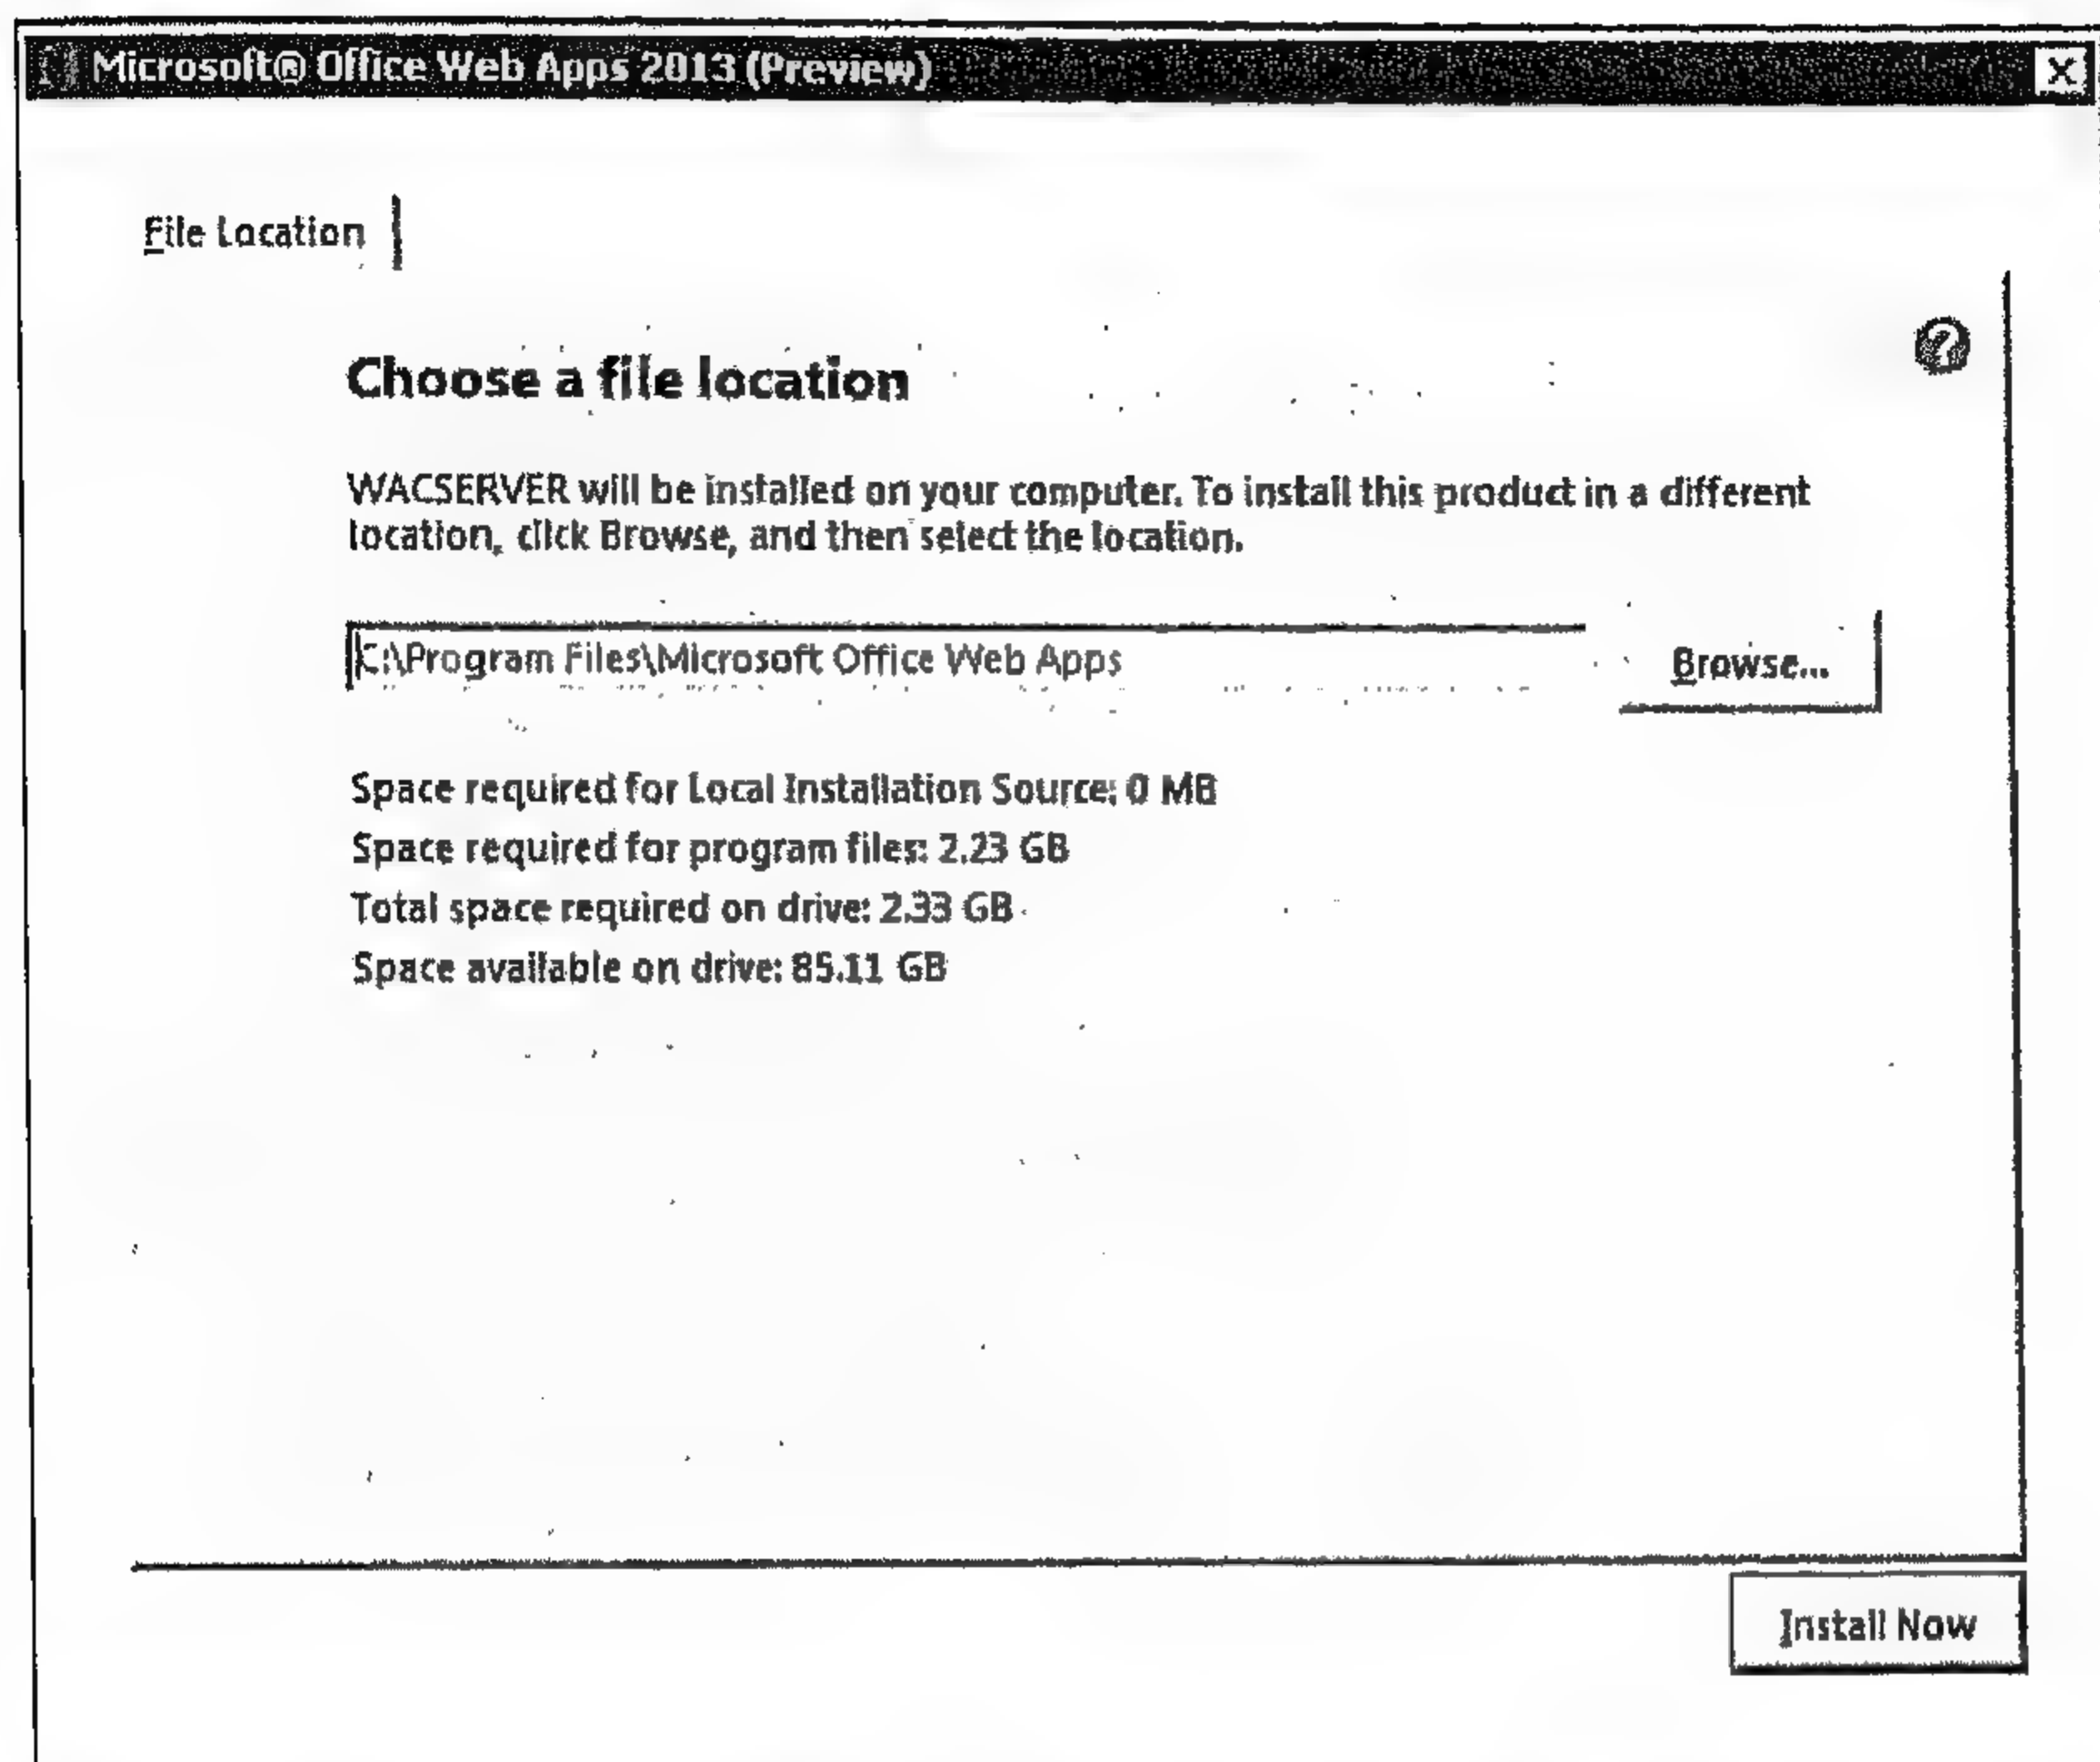 Microsoft® Office Web Apps 2013 (Preview)
File Location
Choose a file location
WACSERVER will be installed on your computer. To install this product in a different
location, click Browse, and then select the location.
C:\Program Files\Microsoft Office Web Apps
Browse...
Space required for Local Installation Source: 0 MB
Space required for program files: 2.23 GB
Total space required on drive: 2.33 GB
Space available on drive: 85.11 GB
Install Now